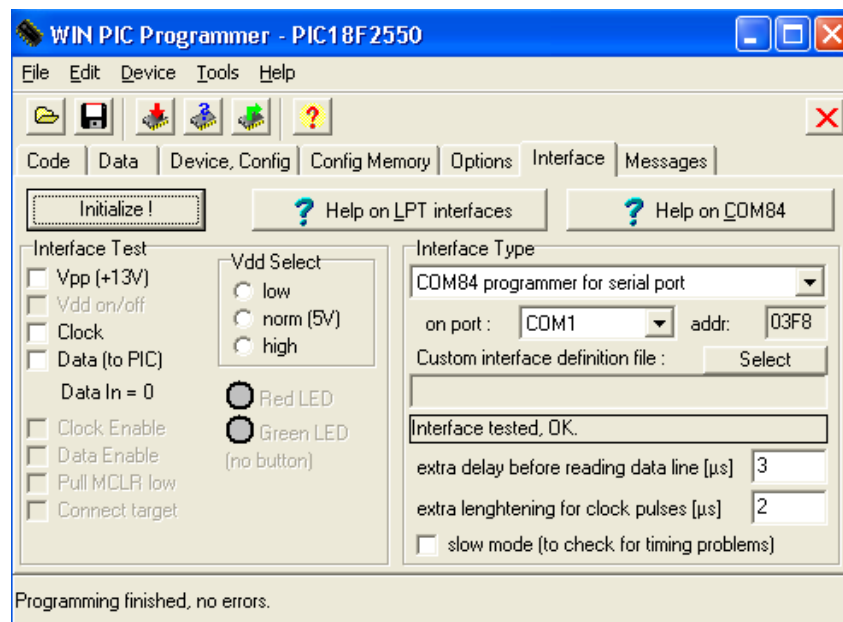 WIN PIC Programmer - PIC18F2550
File Edit Device Tools Help
Code Data Device, Config Config Memory Options Interface Messages
Initialize ! Help on LPT interfaces Help on COM84
Interface Test
Vpp (+13V)
Vdd on/off
Clock
Data (to PIC)
Data In = 0
Clock Enable
Data Enable
Pull MCLR low
Connect target
Vdd Select
low
norm (5V)
high
Red LED
Green LED
(no button)
Interface Type
COM84 programmer for serial port
on port : COM1 addr: 03F8
Custom interface definition file : Select
Interface tested, OK.
extra delay before reading data line [µs] 3
extra lenghtening for clock pulses [µs] 2
slow mode (to check for timing problems)
Programming finished, no errors.